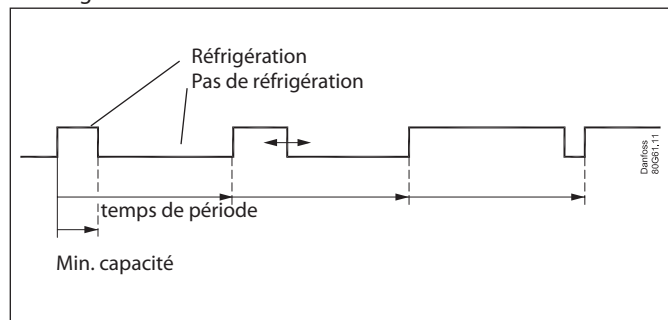 Réfrigération
Pas de réfrigération
temps de période
Min. capacité
Danfoss
80G61.11